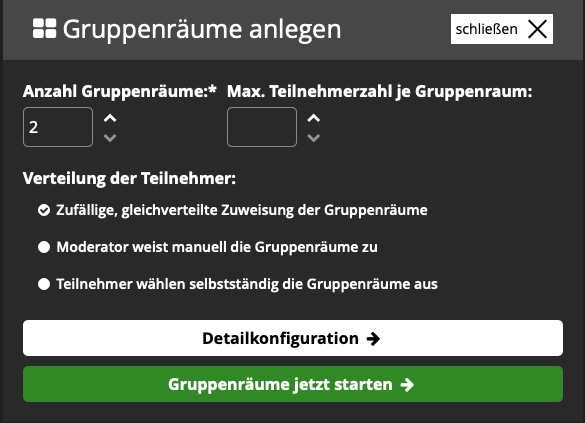 Gruppenräume anlegen
schließen
Anzahl Gruppenräume:* Max. Teilnehmerzahl je Gruppenraum:
2
Verteilung der Teilnehmer:
Zufällige, gleichverteilte Zuweisung der Gruppenräume
Moderator weist manuell die Gruppenräume zu
Teilnehmer wählen selbstständig die Gruppenräume aus
Detailkonfiguration →
Gruppenräume jetzt starten →